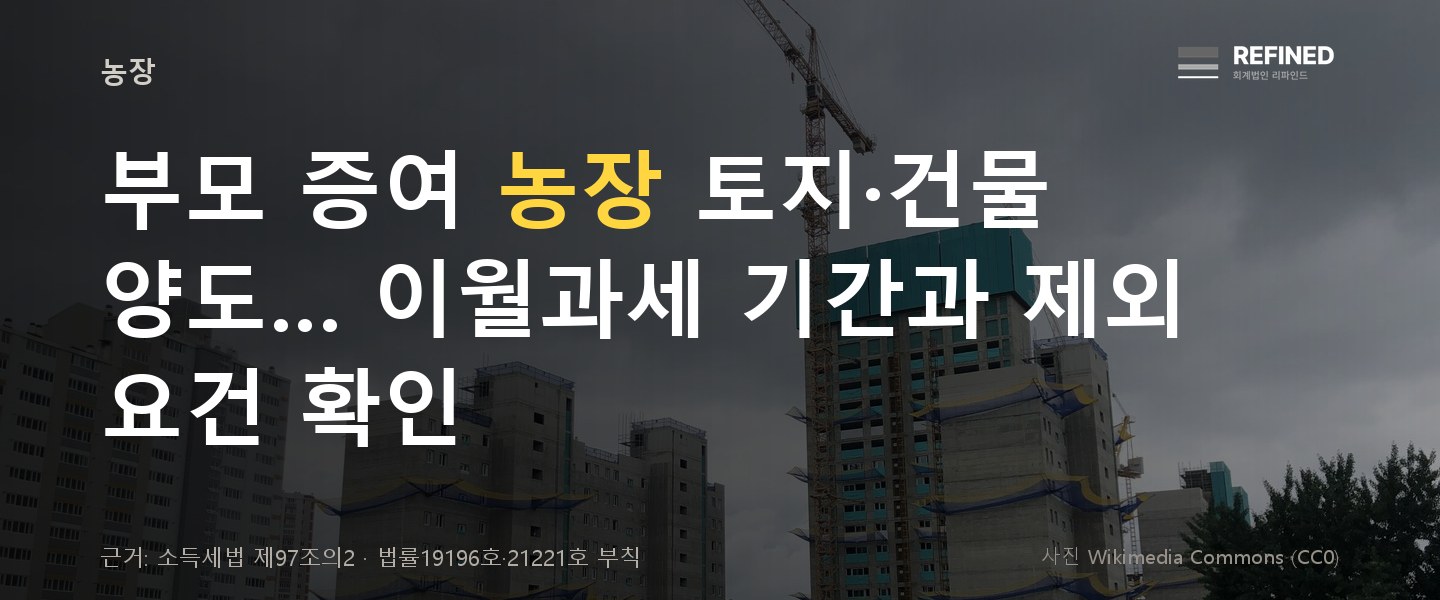 농장
REFINED
회계법인 리파인드
부모 증여 농장 토지·건물
양도... 이월과세 기간과 제외
요건 확인
근거: 소득세법 제97조의2 · 법률19196호·21221호 부칙
사진 Wikimedia Commons (CC0)